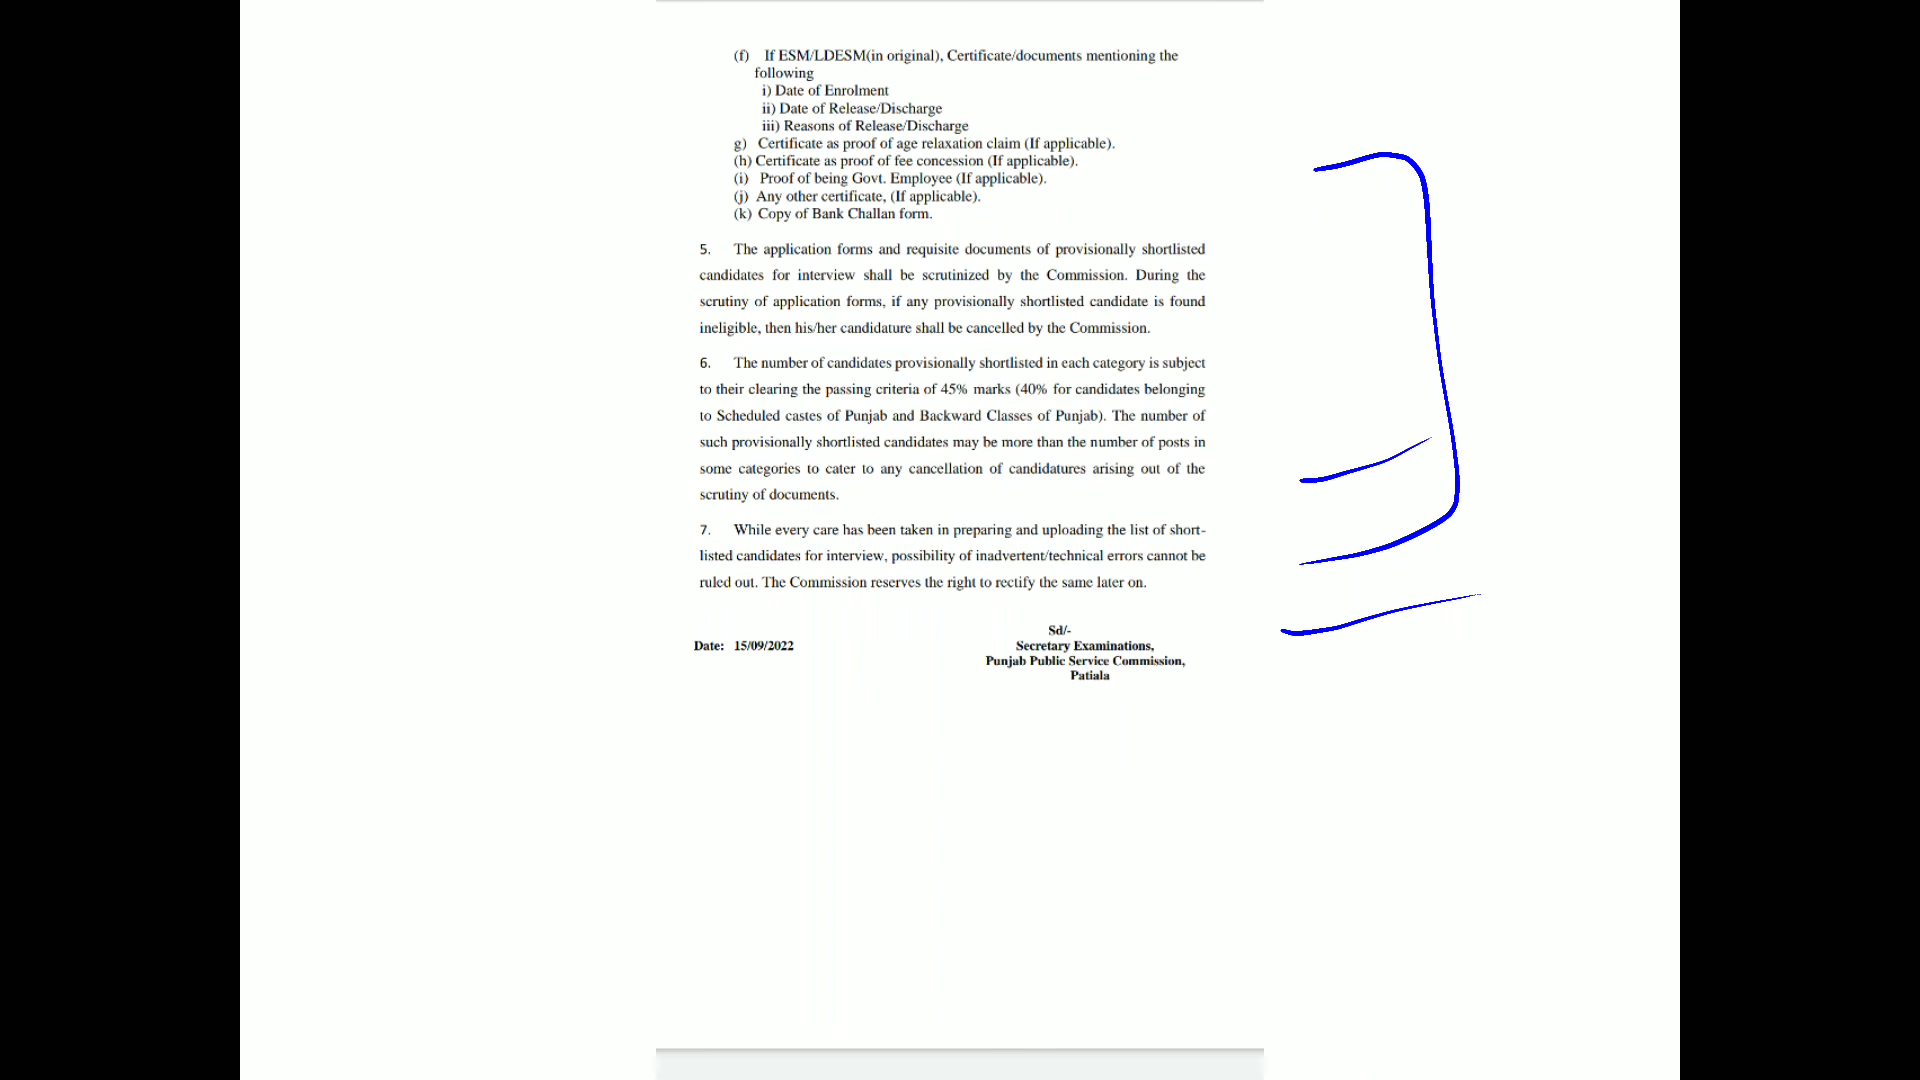 (f) If ESM/LDESM(in original), Certificate/documents mentioning the
following
i) Date of Enrolment
ii) Date of Release/Discharge
iii) Reasons of Release/Discharge
g) Certificate as proof of age relaxation claim (If applicable).
(h) Certificate as proof of fee concession (If applicable).
(i) Proof of being Govt. Employee (If applicable).
(j) Any other certificate, (If applicable).
(k) Copy of Bank Challan form.
5. The application forms and requisite documents of provisionally shortlisted
candidates for interview shall be scrutinized by the Commission. During the
scrutiny of application forms, if any provisionally shortlisted candidate is found
ineligible, then his/her candidature shall be cancelled by the Commission.
6. The number of candidates provisionally shortlisted in each category is subject
to their clearing the passing criteria of 45% marks (40% for candidates belonging
to Scheduled castes of Punjab and Backward Classes of Punjab). The number of
such provisionally shortlisted candidates may be more than the number of posts in
some categories to cater to any cancellation of candidatures arising out of the
scrutiny of documents.
7. While every care has been taken in preparing and uploading the list of short-
listed candidates for interview, possibility of inadvertent/technical errors cannot be
ruled out. The Commission reserves the right to rectify the same later on.
Sd/-
Date: 15/09/2022 Secretary Examinations,
Punjab Public Service Commission,
Patiala